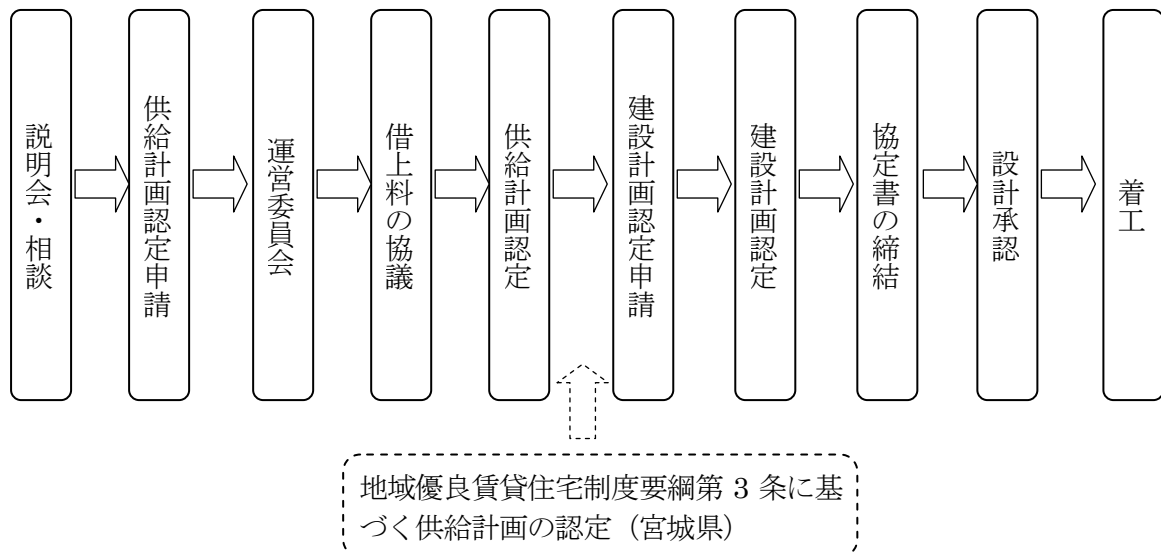 説明会・相談
供給計画認定申請
運営委員会
借上料の協議
供給計画認定
建設計画認定申請
建設計画認定
協定書の締結
設計承認
着工
地域優良賃貸住宅制度要綱第 3 条に基
づく供給計画の認定（宮城県）